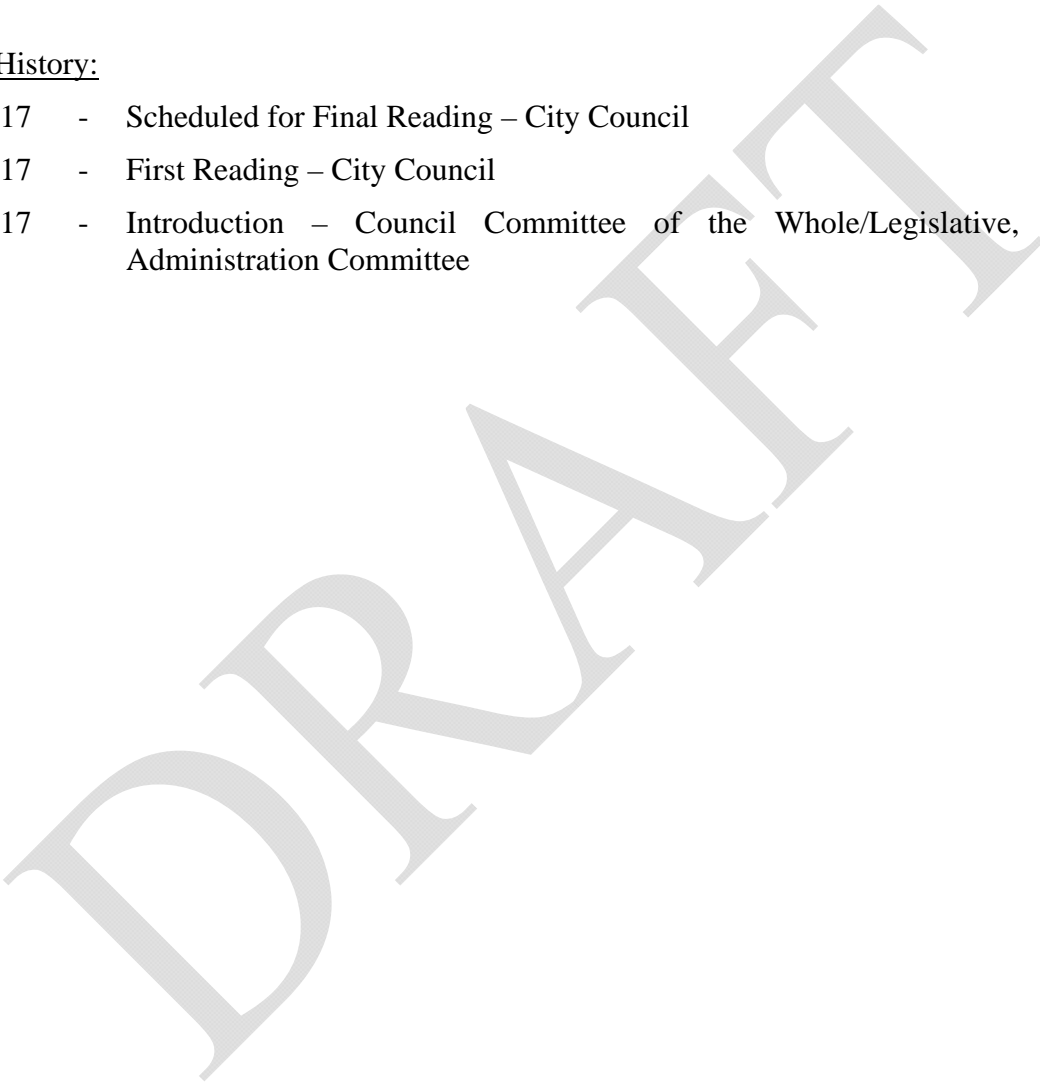 History:
17 - Scheduled for Final Reading – City Council
17 - First Reading – City Council
17 - Introduction – Council Committee of the Whole/Legislative,
Administration Committee
DRAFT